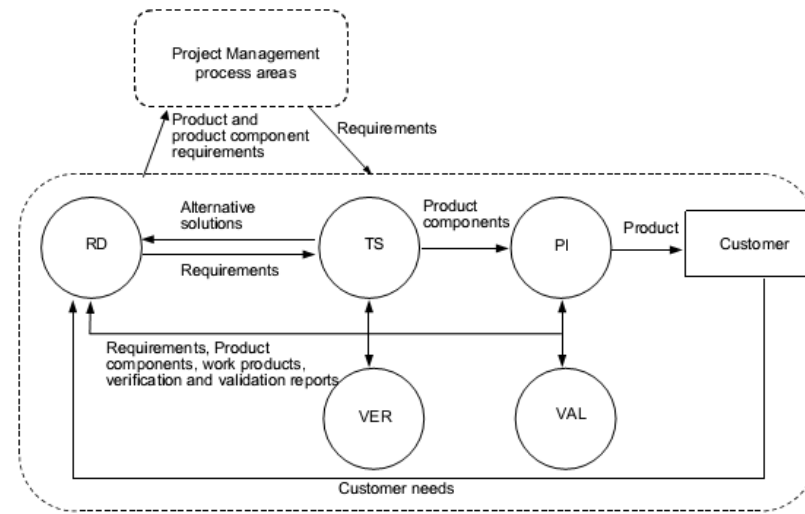 Project Management
process areas
Product and
product component
requirements
Requirements
RD
Alternative
solutions
Requirements
TS
Product
components
PI
Product
Customer
Requirements, Product
components, work products,
verification and validation reports
VER
VAL
Customer needs